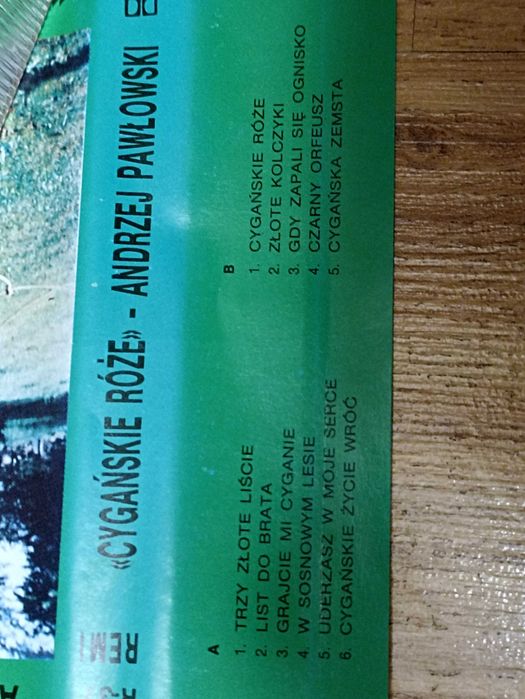 REMI
«CYGAŃSKIE RÓŻE» - ANDRZEJ PAWŁOWSKI
A
1. TRZY ZŁOTE LIŚCIE
2. LIST DO BRATA
3. GRAJCIE MI CYGANIE
4. W SOSNOWYM LESIE
5. UDERZASZ W MOJE SERCE
6. CYGAŃSKIE ŻYCIE WRÓĆ
B
1. CYGAŃSKIE RÓŻE
2. ZŁOTE KOLCZYKI
3. GDY ZAPALI SIĘ OGNISKO
4. CZARNY ORFEUSZ
5. CYGAŃSKA ZEMSTA